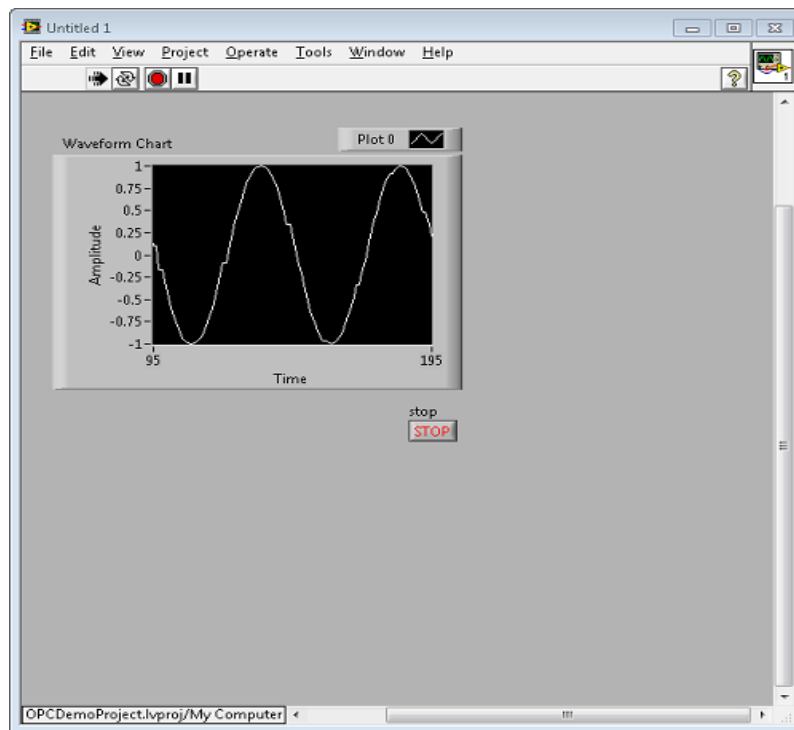 Untitled 1
File Edit View Project Operate Tools Window Help
?
1
Waveform Chart
Plot 0
Amplitude
1
0.75
0.5
0.25
0
-0.25
-0.5
-0.75
-1
95
195
Time
stop
STOP
OPCDemoProject.lvproj/My Computer